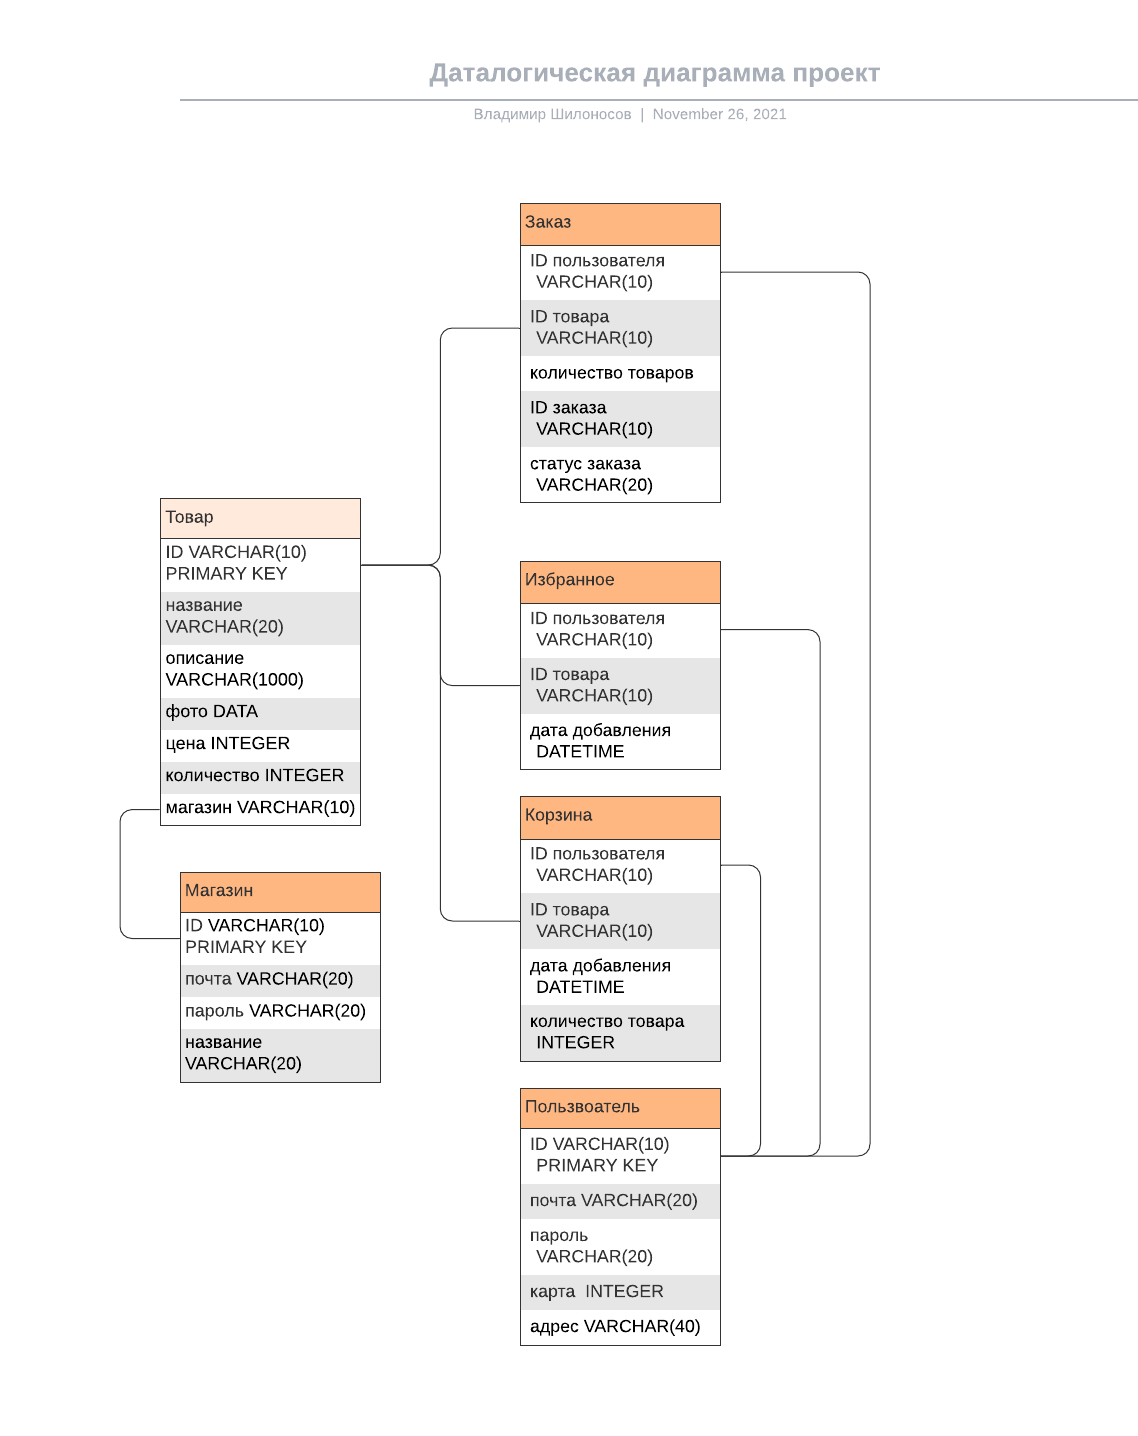 Даталогическая диаграмма проект
Владимир Шилоносов | November 26, 2021
Заказ
ID пользователя
VARCHAR(10)
ID товара
VARCHAR(10)
количество товаров
ID заказа
VARCHAR(10)
статус заказа
VARCHAR(20)
Товар
ID VARCHAR(10)
PRIMARY KEY
название
VARCHAR(20)
описание
VARCHAR(1000)
фото DATA
цена INTEGER
количество INTEGER
магазин VARCHAR(10)
Избранное
ID пользователя
VARCHAR(10)
ID товара
VARCHAR(10)
дата добавления
DATETIME
Корзина
ID пользователя
VARCHAR(10)
ID товара
VARCHAR(10)
дата добавления
DATETIME
количество товара
INTEGER
Магазин
ID VARCHAR(10)
PRIMARY KEY
почта VARCHAR(20)
пароль VARCHAR(20)
название
VARCHAR(20)
Пользвоатель
ID VARCHAR(10)
PRIMARY KEY
почта VARCHAR(20)
пароль
VARCHAR(20)
карта INTEGER
адрес VARCHAR(40)